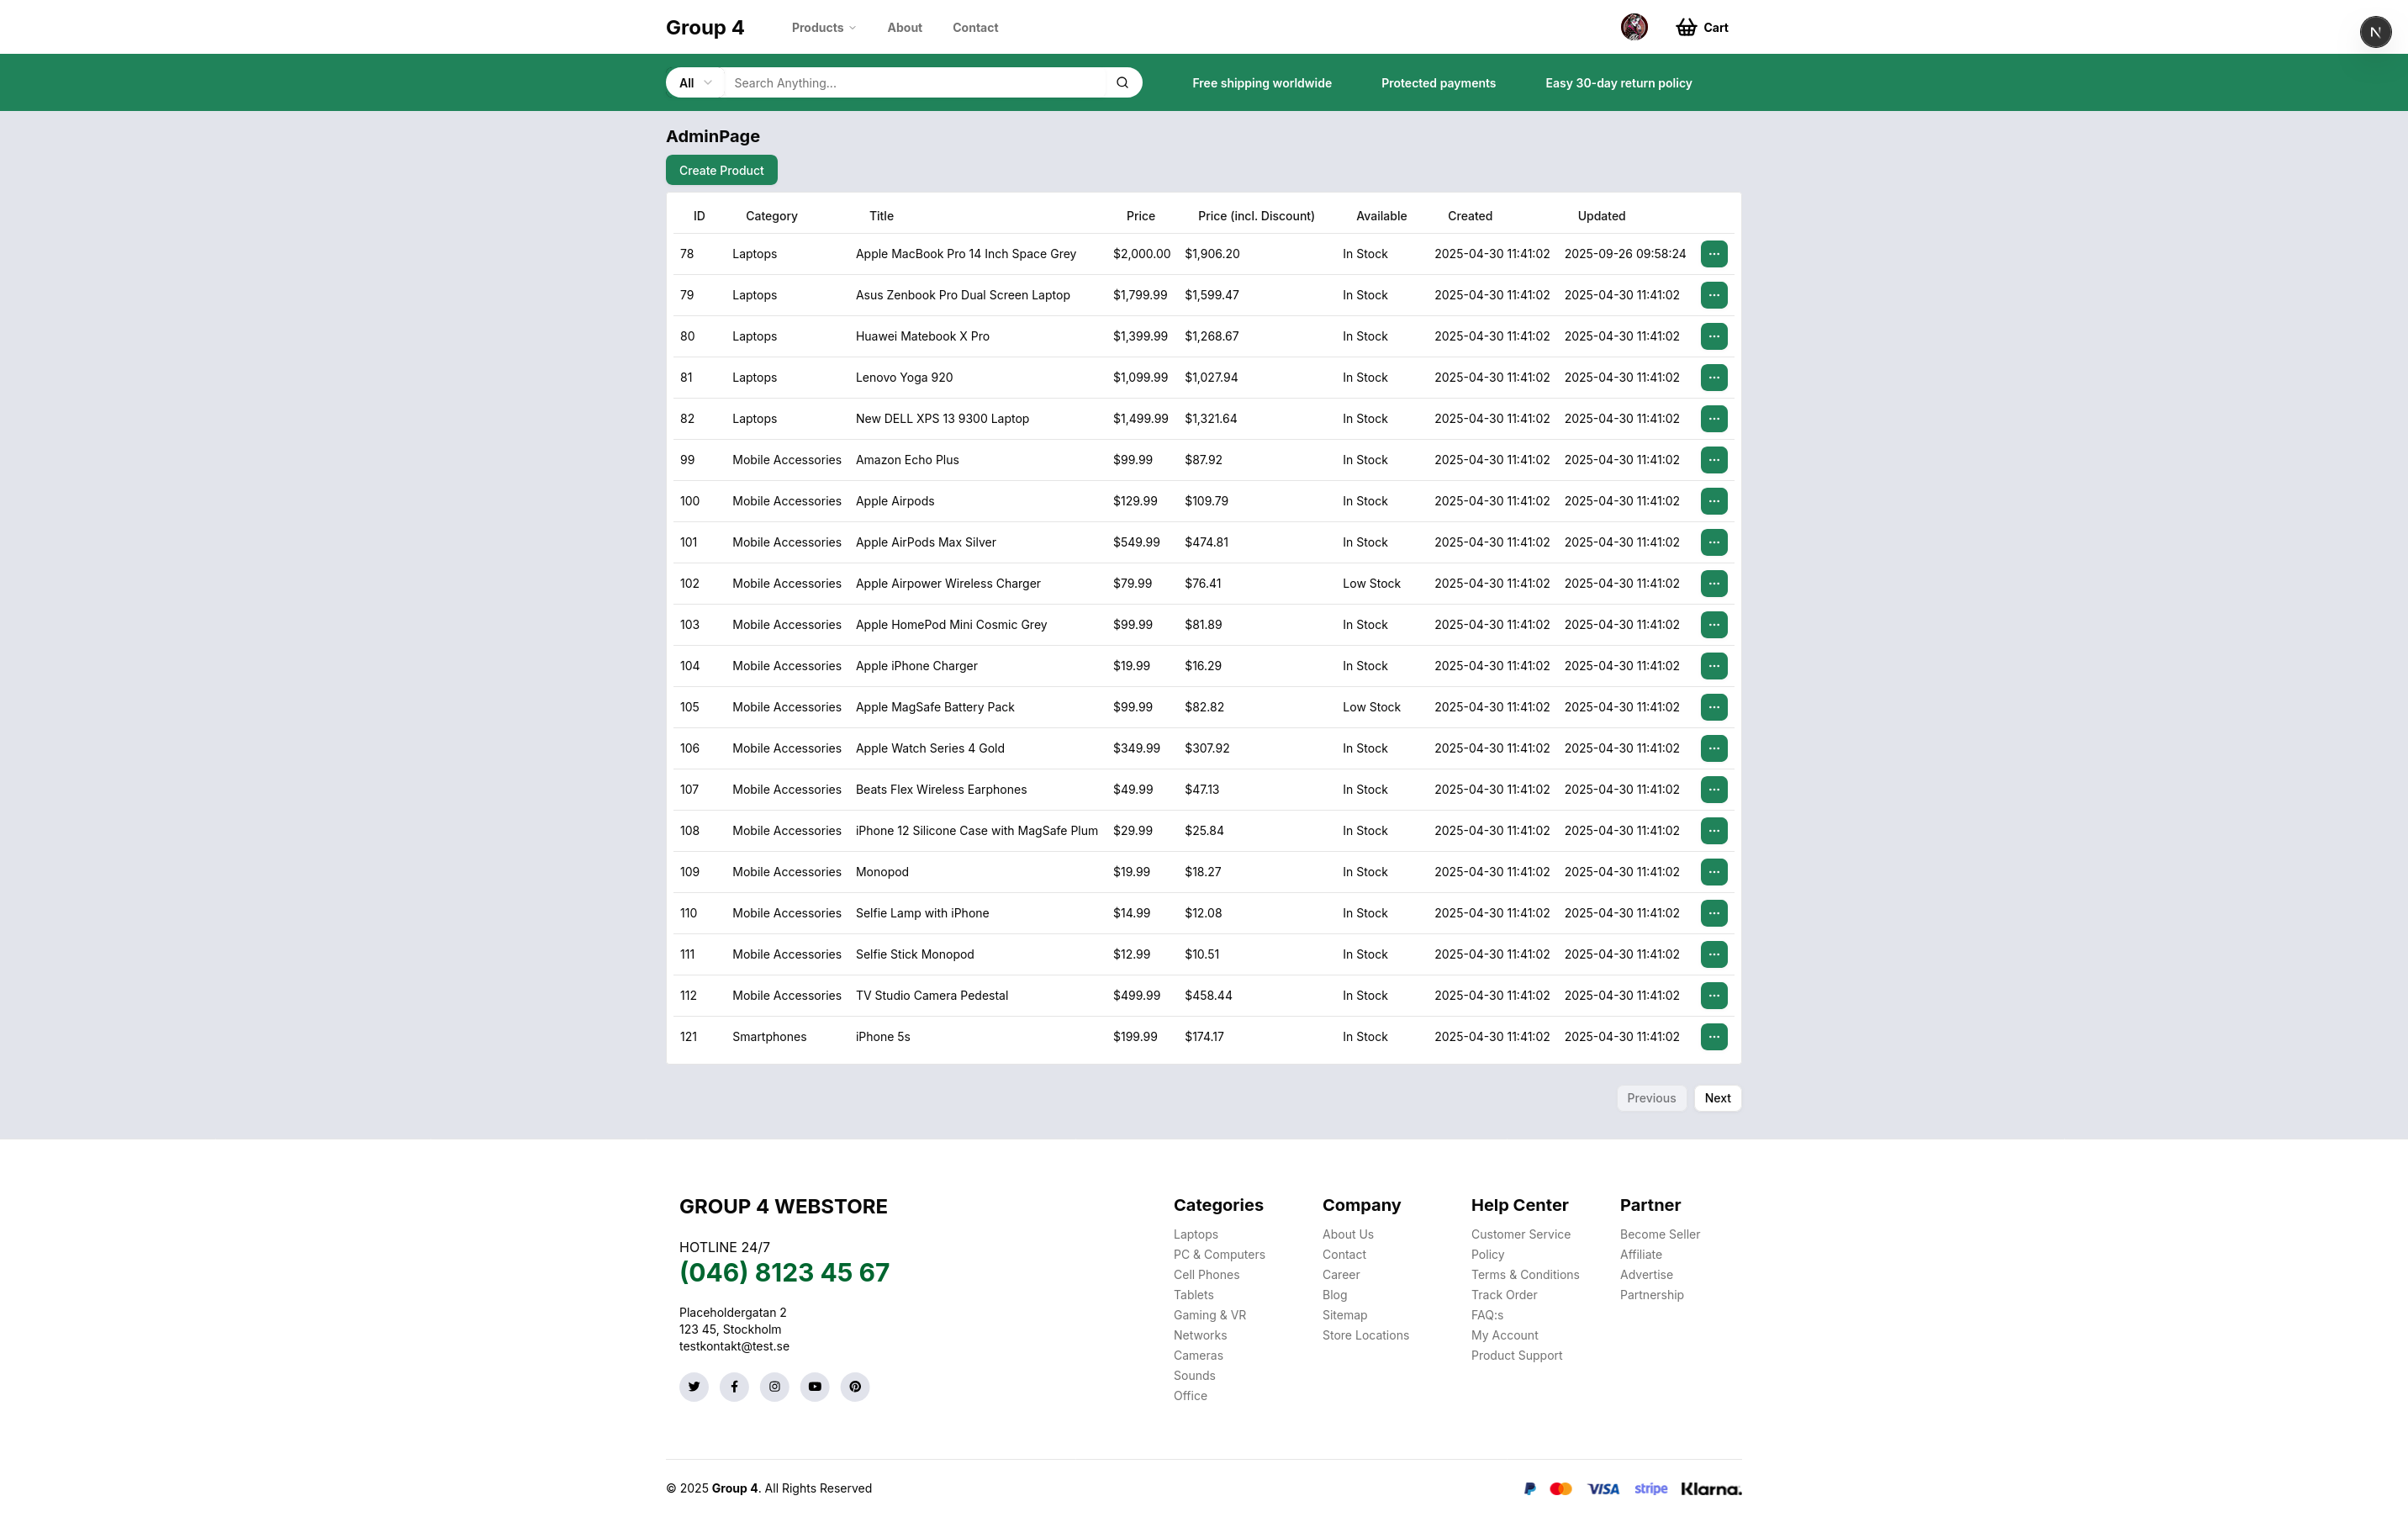 Group 4 Products About Contact Cart
N
All Search Anything... Free shipping worldwide Protected payments Easy 30-day return policy
AdminPage
Create Product
ID Category Title Price Price (incl. Discount) Available Created Updated
78 Laptops Apple MacBook Pro 14 Inch Space Grey $2,000.00 $1,906.20 In Stock 2025-04-30 11:41:02 2025-09-26 09:58:24
79 Laptops Asus Zenbook Pro Dual Screen Laptop $1,799.99 $1,599.47 In Stock 2025-04-30 11:41:02 2025-04-30 11:41:02
80 Laptops Huawei Matebook X Pro $1,399.99 $1,268.67 In Stock 2025-04-30 11:41:02 2025-04-30 11:41:02
81 Laptops Lenovo Yoga 920 $1,099.99 $1,027.94 In Stock 2025-04-30 11:41:02 2025-04-30 11:41:02
82 Laptops New DELL XPS 13 9300 Laptop $1,499.99 $1,321.64 In Stock 2025-04-30 11:41:02 2025-04-30 11:41:02
99 Mobile Accessories Amazon Echo Plus $99.99 $87.92 In Stock 2025-04-30 11:41:02 2025-04-30 11:41:02
100 Mobile Accessories Apple Airpods $129.99 $109.79 In Stock 2025-04-30 11:41:02 2025-04-30 11:41:02
101 Mobile Accessories Apple AirPods Max Silver $549.99 $474.81 In Stock 2025-04-30 11:41:02 2025-04-30 11:41:02
102 Mobile Accessories Apple Airpower Wireless Charger $79.99 $76.41 Low Stock 2025-04-30 11:41:02 2025-04-30 11:41:02
103 Mobile Accessories Apple HomePod Mini Cosmic Grey $99.99 $81.89 In Stock 2025-04-30 11:41:02 2025-04-30 11:41:02
104 Mobile Accessories Apple iPhone Charger $19.99 $16.29 In Stock 2025-04-30 11:41:02 2025-04-30 11:41:02
105 Mobile Accessories Apple MagSafe Battery Pack $99.99 $82.82 Low Stock 2025-04-30 11:41:02 2025-04-30 11:41:02
106 Mobile Accessories Apple Watch Series 4 Gold $349.99 $307.92 In Stock 2025-04-30 11:41:02 2025-04-30 11:41:02
107 Mobile Accessories Beats Flex Wireless Earphones $49.99 $47.13 In Stock 2025-04-30 11:41:02 2025-04-30 11:41:02
108 Mobile Accessories iPhone 12 Silicone Case with MagSafe Plum $29.99 $25.84 In Stock 2025-04-30 11:41:02 2025-04-30 11:41:02
109 Mobile Accessories Monopod $19.99 $18.27 In Stock 2025-04-30 11:41:02 2025-04-30 11:41:02
110 Mobile Accessories Selfie Lamp with iPhone $14.99 $12.08 In Stock 2025-04-30 11:41:02 2025-04-30 11:41:02
111 Mobile Accessories Selfie Stick Monopod $12.99 $10.51 In Stock 2025-04-30 11:41:02 2025-04-30 11:41:02
112 Mobile Accessories TV Studio Camera Pedestal $499.99 $458.44 In Stock 2025-04-30 11:41:02 2025-04-30 11:41:02
121 Smartphones iPhone 5s $199.99 $174.17 In Stock 2025-04-30 11:41:02 2025-04-30 11:41:02
Previous Next
GROUP 4 WEBSTORE
HOTLINE 24/7
(046) 8123 45 67
Placeholdergatan 2
123 45, Stockholm
testkontakt@test.se
Categories
Laptops
PC & Computers
Cell Phones
Tablets
Gaming & VR
Networks
Cameras
Sounds
Office
Company
About Us
Contact
Career
Blog
Sitemap
Store Locations
Help Center
Customer Service
Policy
Terms & Conditions
Track Order
FAQ:s
My Account
Product Support
Partner
Become Seller
Affiliate
Advertise
Partnership
© 2025 Group 4. All Rights Reserved
VISA stripe Klarna.